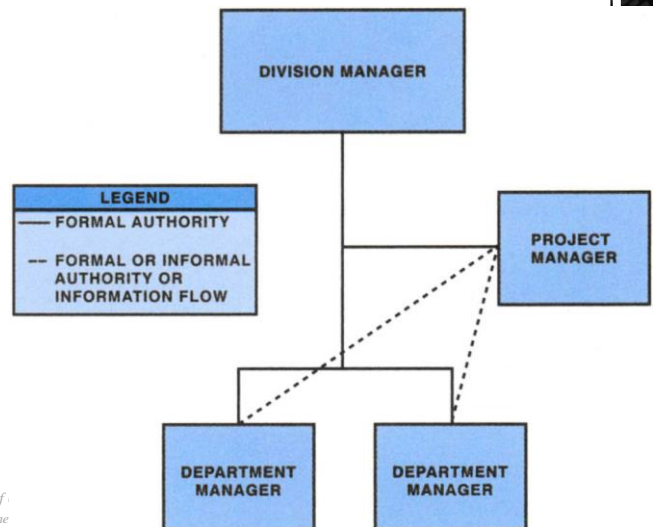 DIVISION MANAGER
LEGEND
FORMAL AUTHORITY
FORMAL OR INFORMAL
AUTHORITY OR
INFORMATION FLOW
PROJECT
MANAGER
DEPARTMENT
MANAGER
DEPARTMENT
MANAGER